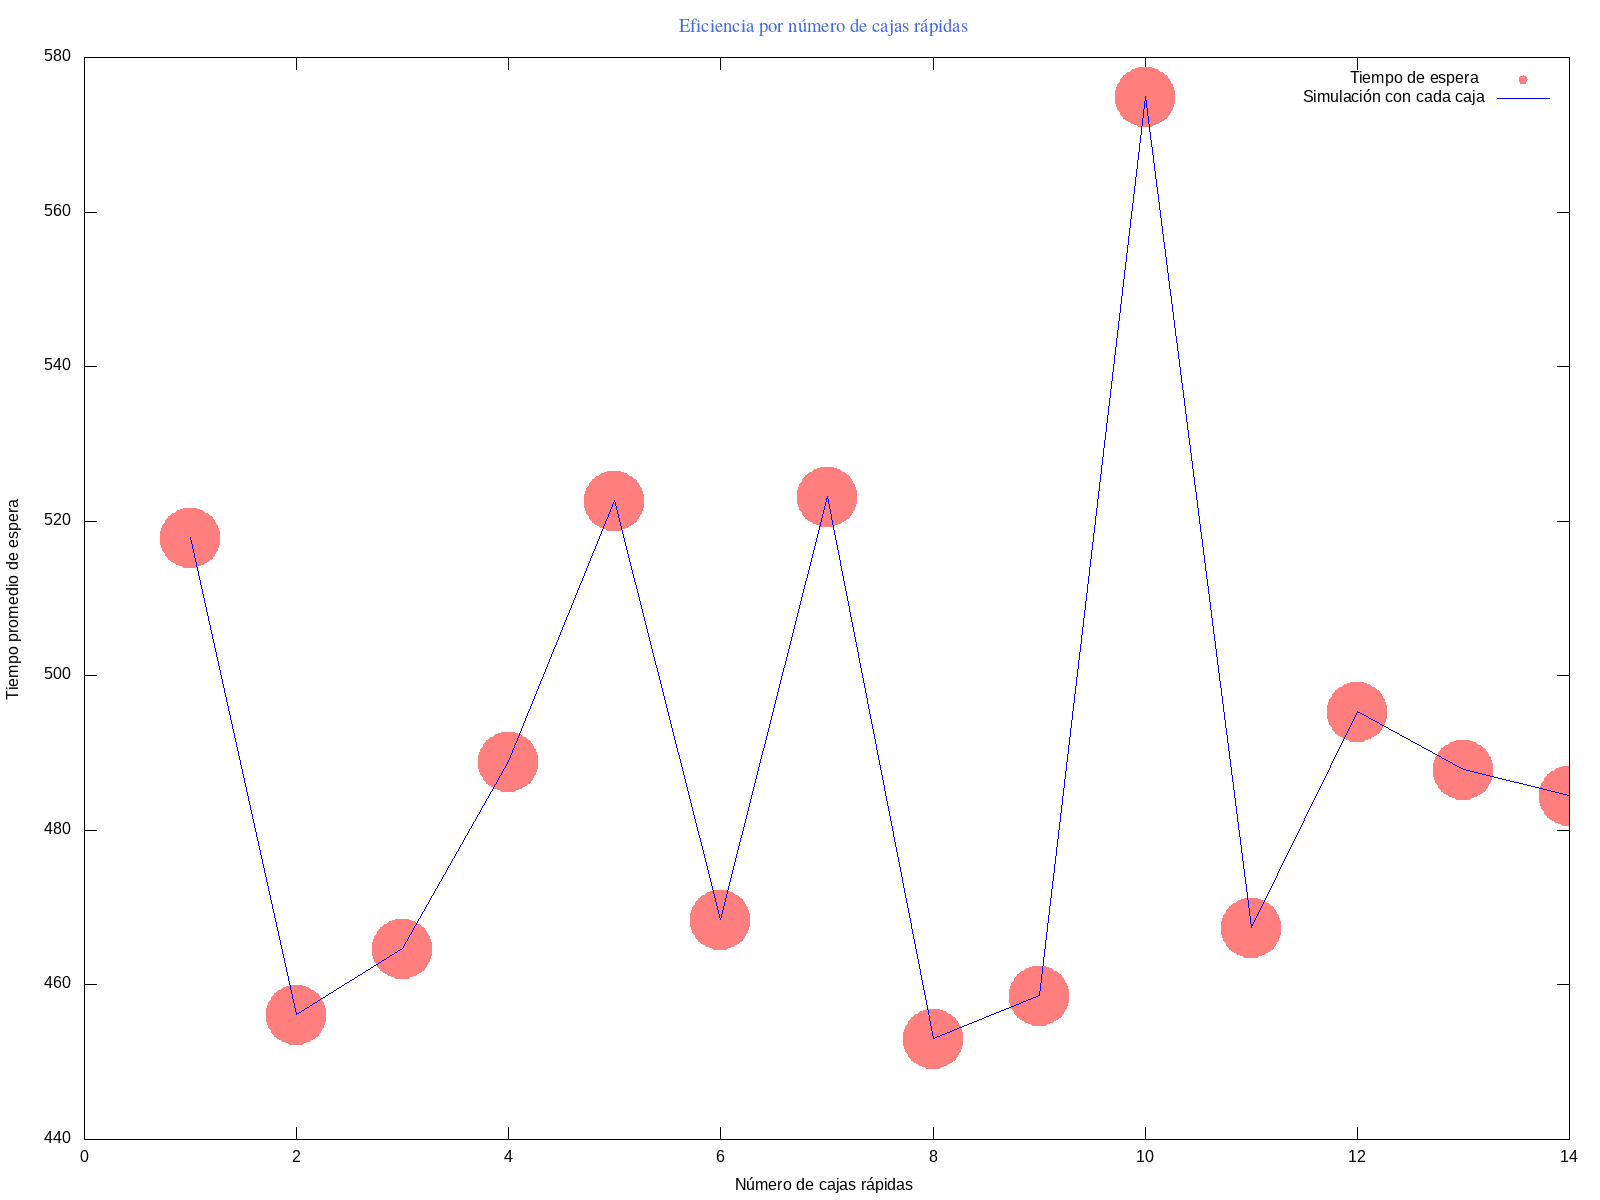 Eficiencia por número de cajas rápidas
Tiempo de espera
Simulación con cada caja
580
560
540
520
500
480
460
440
Tiempo promedio de espera
0 2 4 6 8 10 12 14
Número de cajas rápidas